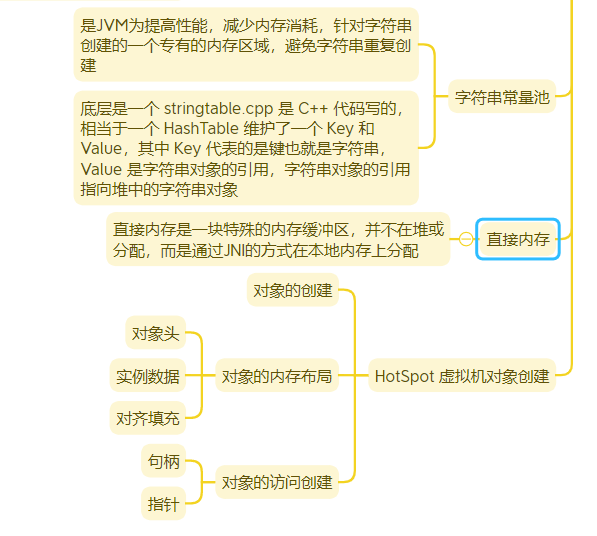 是JVM为提高性能，减少内存消耗，针对字符串
创建的一个专有的内存区域，避免字符串重复创
建
字符串常量池
底层是一个 stringtable.cpp 是 C++ 代码写的，
相当于一个 HashTable 维护了一个 Key 和
Value，其中 Key 代表的是键也就是字符串，
Value 是字符串对象的引用，字符串对象的引用
指向堆中的字符串对象
直接内存是一块特殊的内存缓冲区，并不在堆或
分配，而是通过JNI的方式在本地内存上分配
直接内存
对象的创建
对象头
实例数据
对齐填充
对象的内存布局
HotSpot 虚拟机对象创建
句柄
指针
对象的访问创建